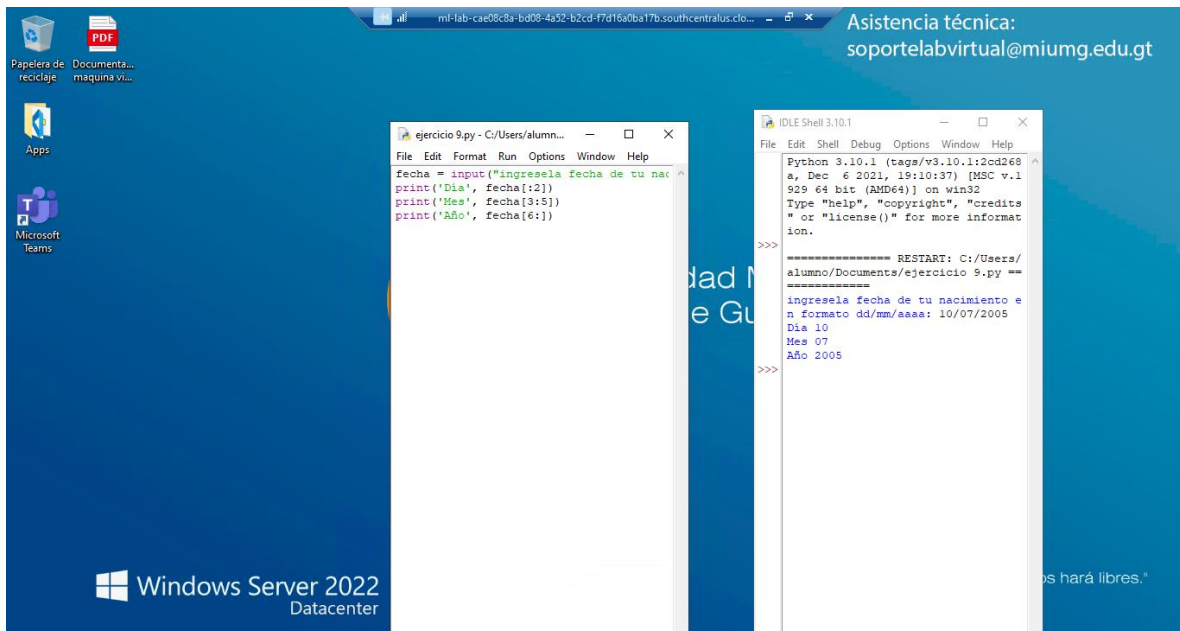 ml-lab-cae08c8a-bd08-4a52-b2cd-f7d16a0ba17b.southcentralus.clo...
Asistencia técnica:
soportelabvirtual@miumg.edu.gt
PDF
Papelera de
reciclaje
Documenta...
maquina vi...
Apps
Microsoft
Teams
ejercicio 9.py - C:/Users/alumn...
File Edit Format Run Options Window Help
fecha = input("ingresela fecha de tu nac
print('Día', fecha[:2])
print('Mes', fecha[3:5])
print('Año', fecha[6:])
IDLE Shell 3.10.1
File Edit Shell Debug Options Window Help
Python 3.10.1 (tags/v3.10.1:2cd268
a, Dec  6 2021, 19:10:37) [MSC v.1
929 64 bit (AMD64)] on win32
Type "help", "copyright", "credits
" or "license()" for more informat
ion.
>>>
=============== RESTART: C:/Users/
alumno/Documents/ejercicio 9.py ==
============
ingresela fecha de tu nacimiento e
n formato dd/mm/aaaa: 10/07/2005
Día 10
Mes 07
Año 2005
>>>
dad
e Gu
Windows Server 2022
Datacenter
hará libres."